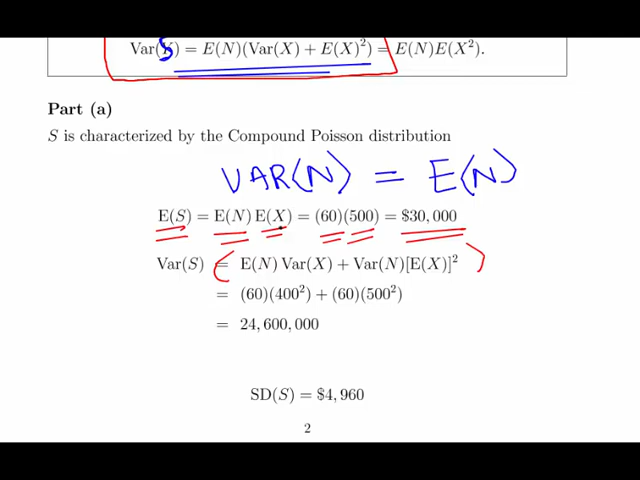 Var(S) = E(N)(Var(X) + E(X)²) = E(N)E(X²).
Part (a)
S is characterized by the Compound Poisson distribution
VAR(N) = E(N)
E(S) = E(N) E(X) = (60)(500) = $30,000
Var(S) = E(N) Var(X) + Var(N)[E(X)]²
= (60)(400²) + (60)(500²)
= 24,600,000
SD(S) = $4,960
2